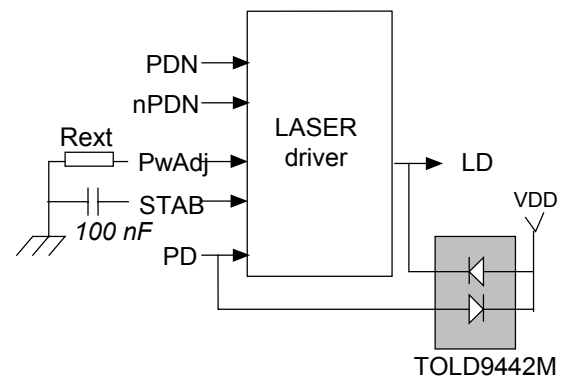 PDN
nPDN
LASER
driver
Rext
PwAdj
LD
STAB
VDD
100 nF
PD
TOLD9442M